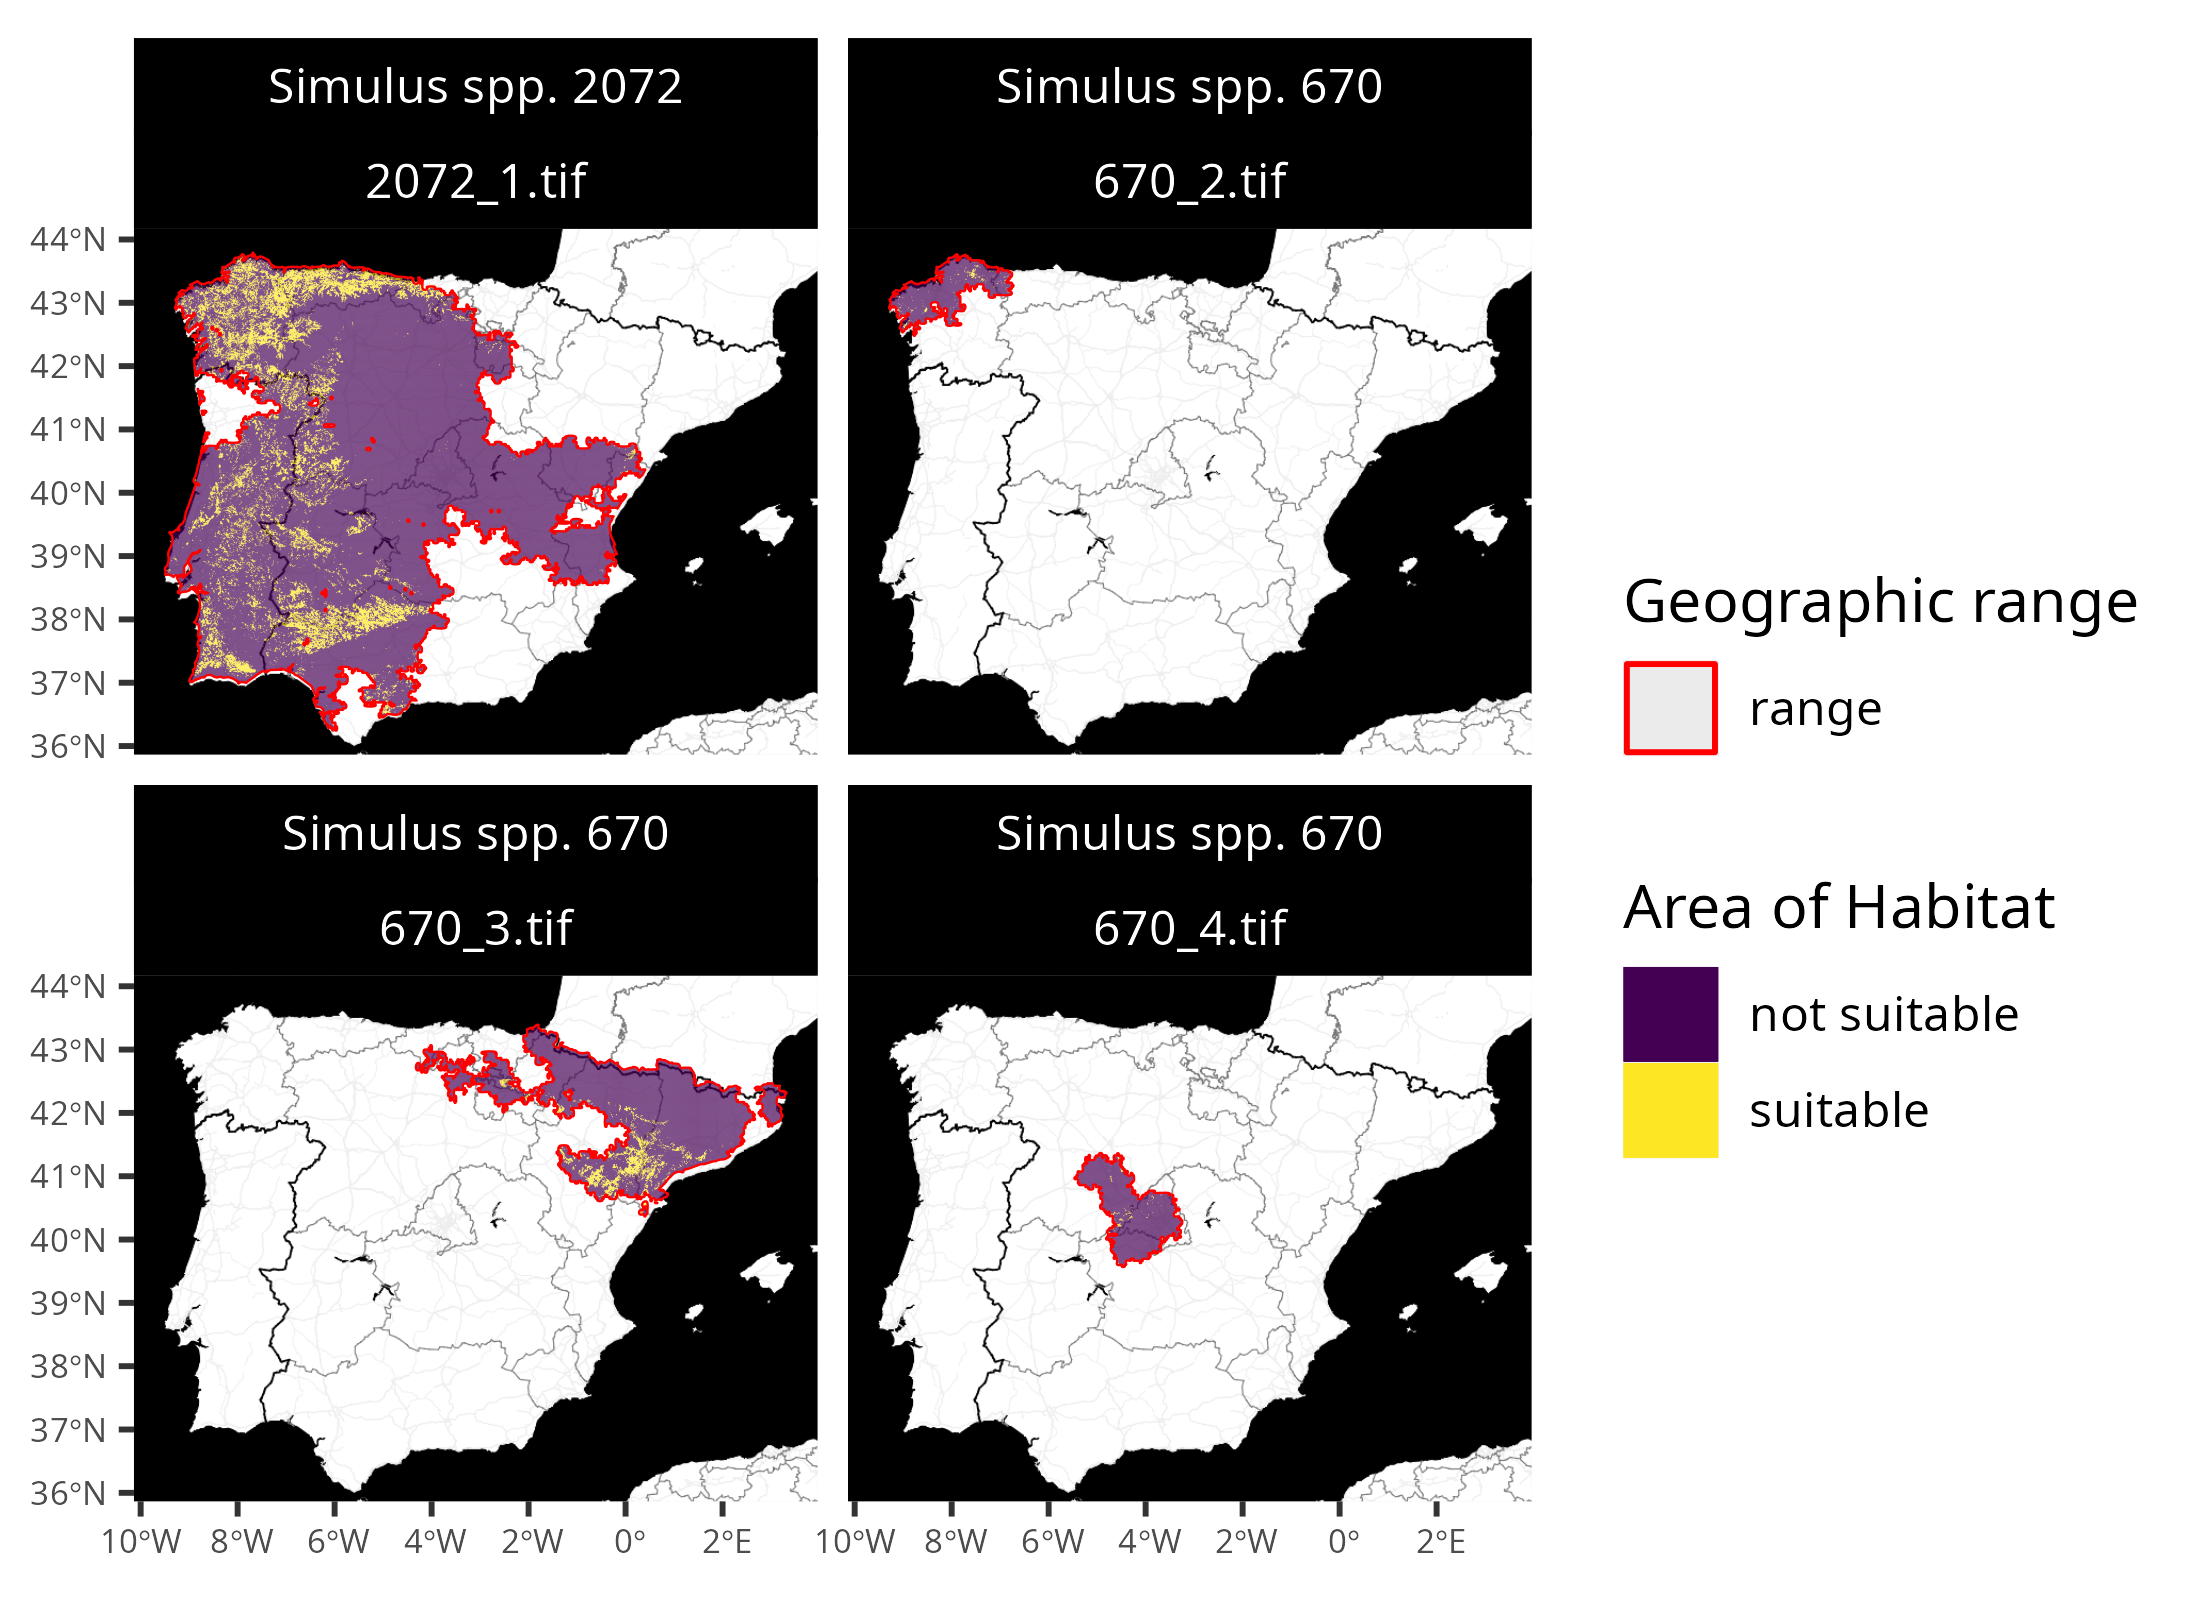 Simulus spp. 2072
2072_1.tif
Simulus spp. 670
670_2.tif
44°N
43°N
42°N
41°N
40°N
39°N
38°N
37°N
36°N
Simulus spp. 670
670_3.tif
Simulus spp. 670
670_4.tif
44°N
43°N
42°N
41°N
40°N
39°N
38°N
37°N
36°N
10°W 8°W 6°W 4°W 2°W 0° 2°E
10°W 8°W 6°W 4°W 2°W 0° 2°E
Geographic range
range
Area of Habitat
not suitable
suitable